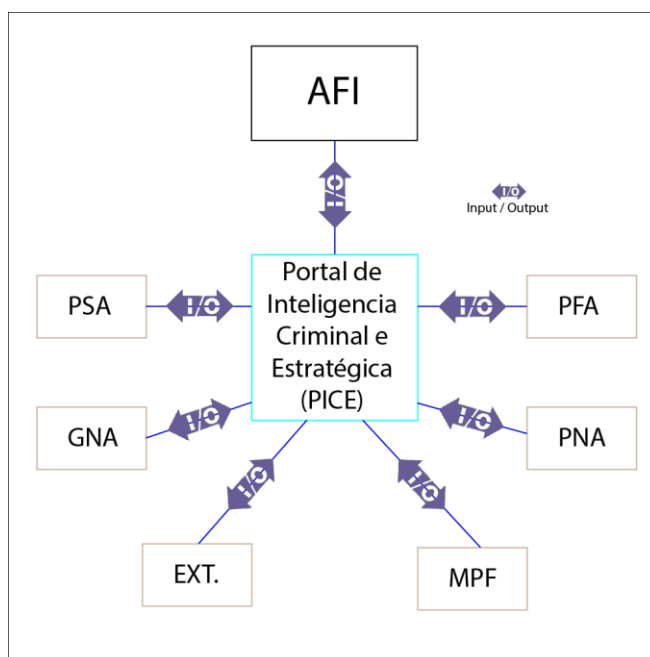 AFI
I/O
I/O
Input / Output
Portal de
Inteligencia
Criminal e
Estratégica
(PICE)
PSA
I/O
I/O
PFA
GNA
I/O
I/O
PNA
I/O
I/O
EXT.
MPF